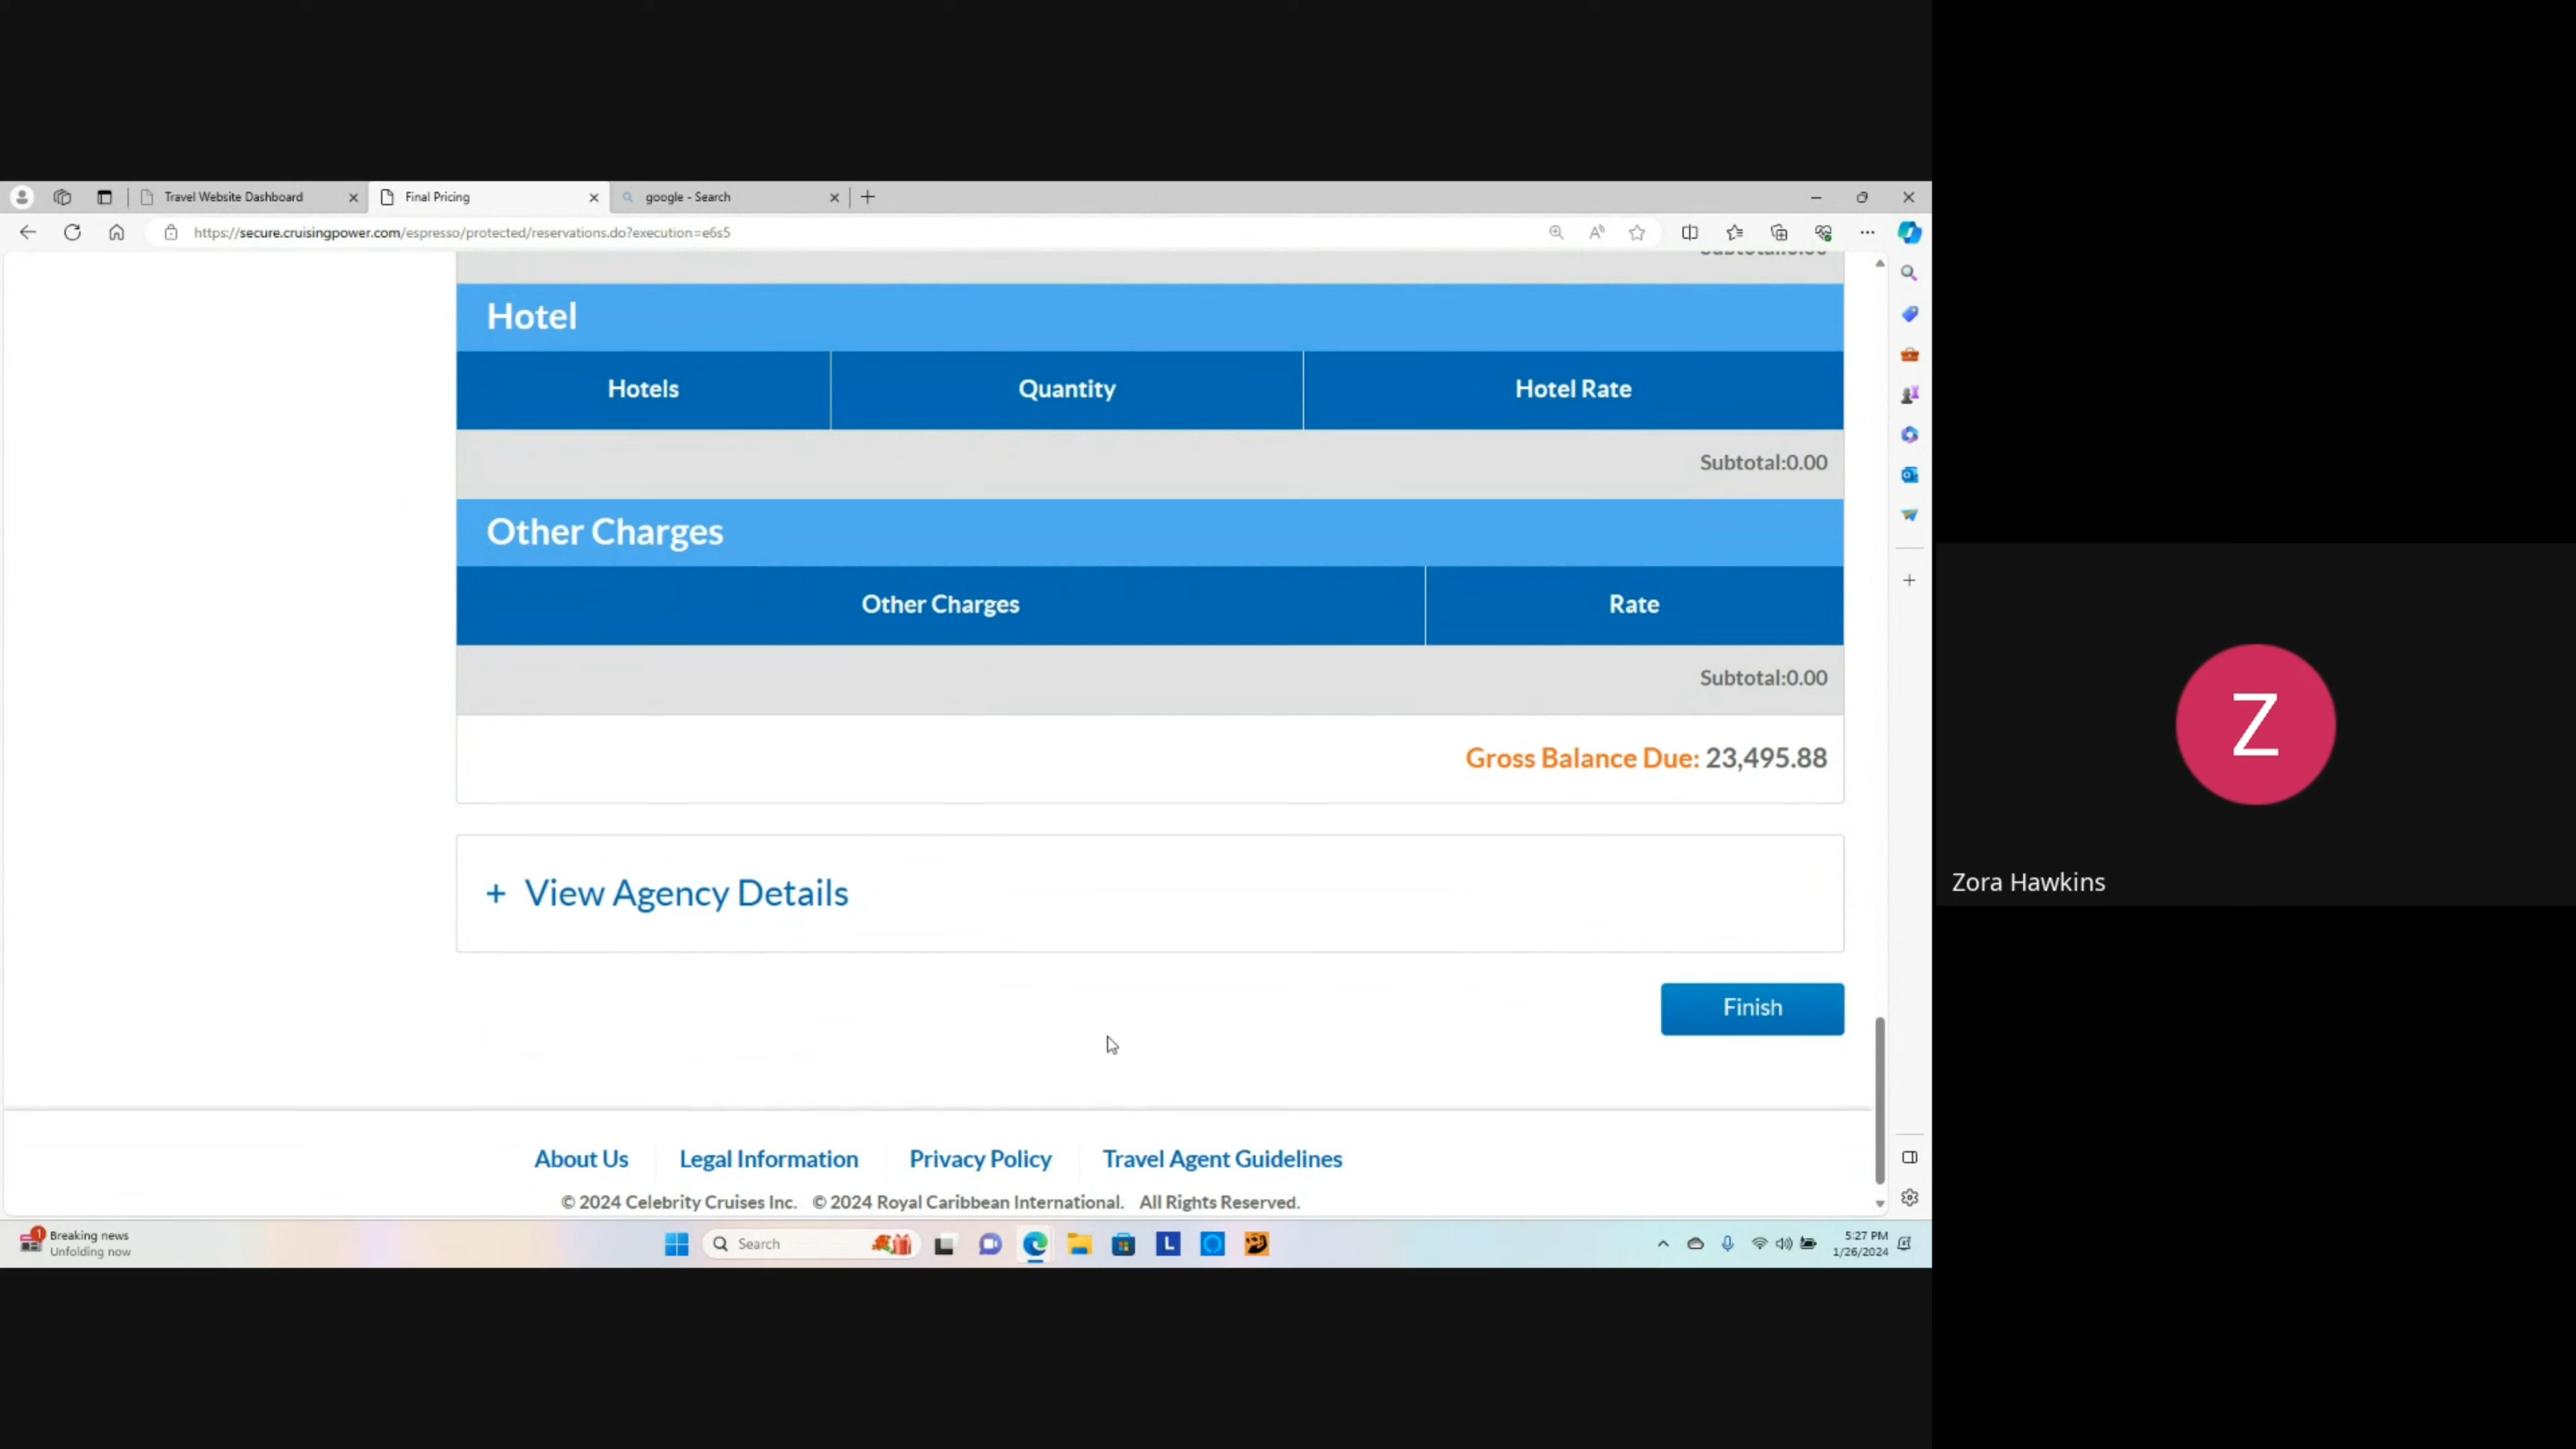 Travel Website Dashboard
Final Pricing
google - Search
https://secure.cruisingpower.com/espresso/protected/reservations.do?execution=e6s5
Hotel
Hotels Quantity Hotel Rate
Subtotal:0.00
Other Charges
Other Charges Rate
Subtotal:0.00
Gross Balance Due: 23,495.88
+ View Agency Details
Finish
About Us Legal Information Privacy Policy Travel Agent Guidelines
© 2024 Celebrity Cruises Inc. © 2024 Royal Caribbean International. All Rights Reserved.
Z
Zora Hawkins
1
Breaking news
Unfolding now
Search
L
5:27 PM
1/26/2024